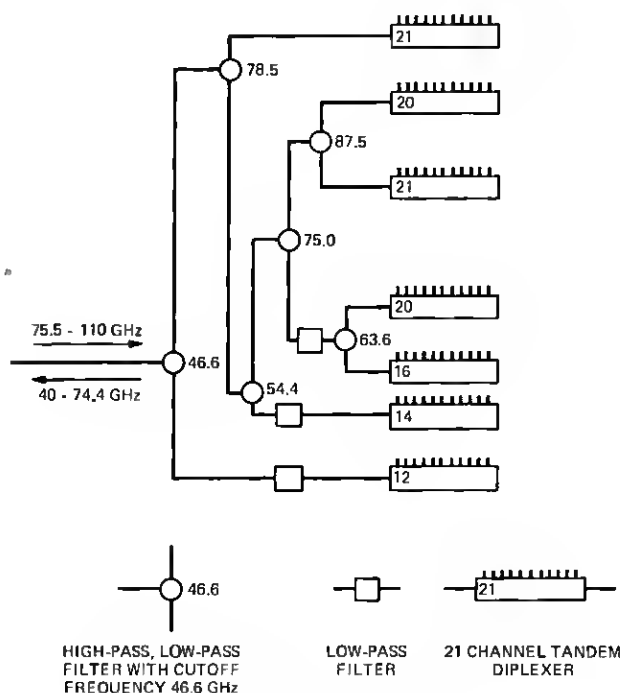 21
78.5
20
87.5
21
75.0
20
75.5 - 110 GHz
63.6
46.6
16
40 - 74.4 GHz
54.4
14
12
46.6
21
HIGH-PASS, LOW-PASS
FILTER WITH CUTOFF
FREQUENCY 46.6 GHz
LOW-PASS
FILTER
21 CHANNEL TANDEM
DIPLEXER